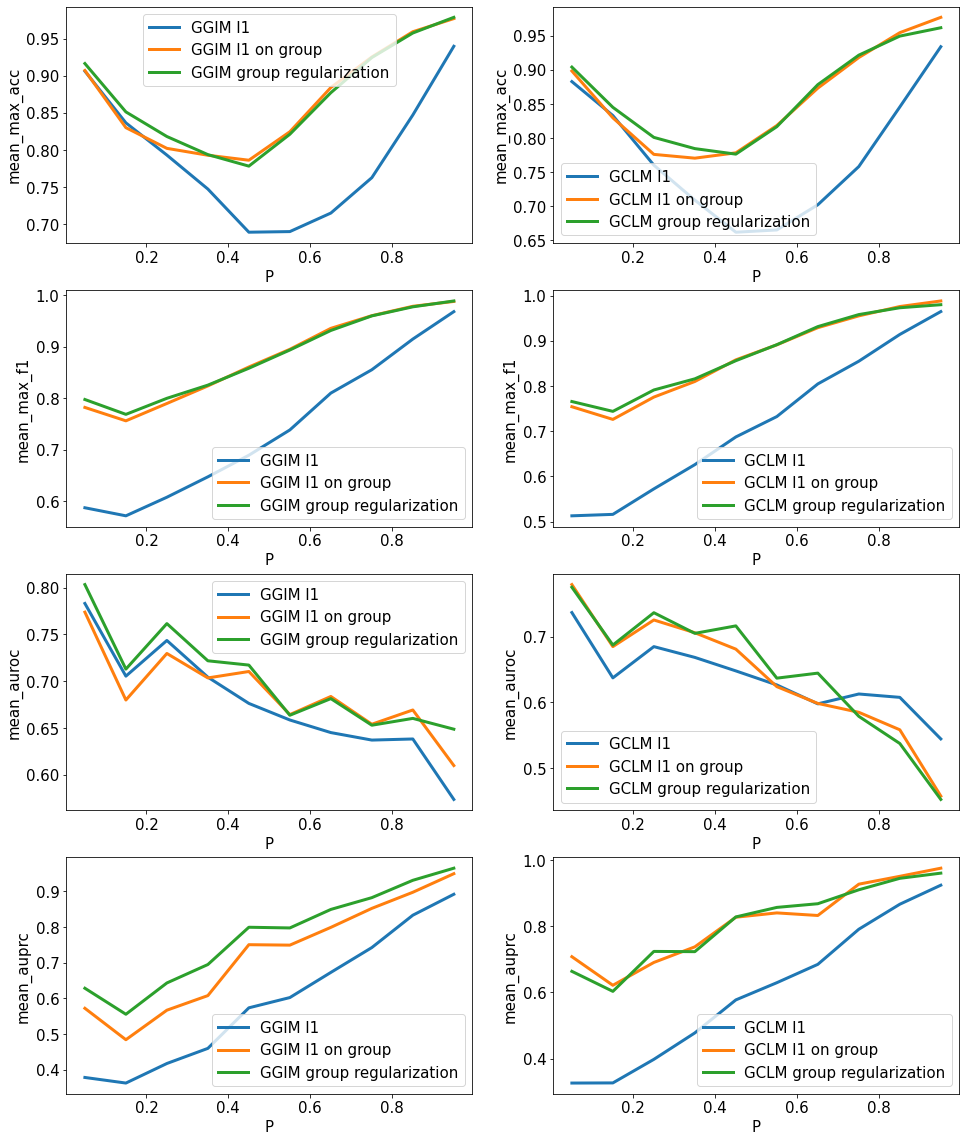 mean_max_acc
0.95
0.90
0.85
0.80
0.75
0.70
GGIM l1
GGIM l1 on group
GGIM group regularization
0.2 0.4 0.6 0.8
P
mean_max_acc
0.95
0.90
0.85
0.80
0.75
0.70
0.65
GCLM l1
GCLM l1 on group
GCLM group regularization
0.2 0.4 0.6 0.8
P
mean_max_f1
1.0
0.9
0.8
0.7
0.6
GGIM l1
GGIM l1 on group
GGIM group regularization
0.2 0.4 0.6 0.8
P
mean_max_f1
1.0
0.9
0.8
0.7
0.6
0.5
GCLM l1
GCLM l1 on group
GCLM group regularization
0.2 0.4 0.6 0.8
P
mean_auroc
0.80
0.75
0.70
0.65
0.60
GGIM l1
GGIM l1 on group
GGIM group regularization
0.2 0.4 0.6 0.8
P
mean_auroc
0.7
0.6
0.5
GCLM l1
GCLM l1 on group
GCLM group regularization
0.2 0.4 0.6 0.8
P
mean_auprc
0.9
0.8
0.7
0.6
0.5
0.4
GGIM l1
GGIM l1 on group
GGIM group regularization
0.2 0.4 0.6 0.8
P
mean_auprc
1.0
0.8
0.6
0.4
GCLM l1
GCLM l1 on group
GCLM group regularization
0.2 0.4 0.6 0.8
P